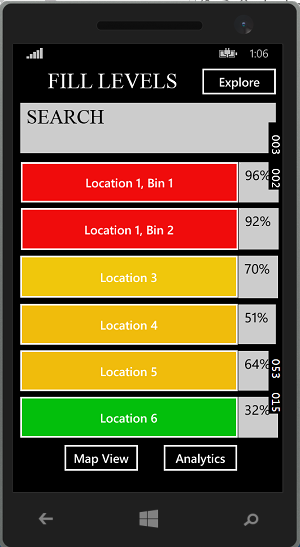 1:06
FILL LEVELS Explore
SEARCH
003
002
Location 1, Bin 1 96%
Location 1, Bin 2 92%
Location 3 70%
Location 4 51%
Location 5 64%
053
015
Location 6 32%
Map View Analytics